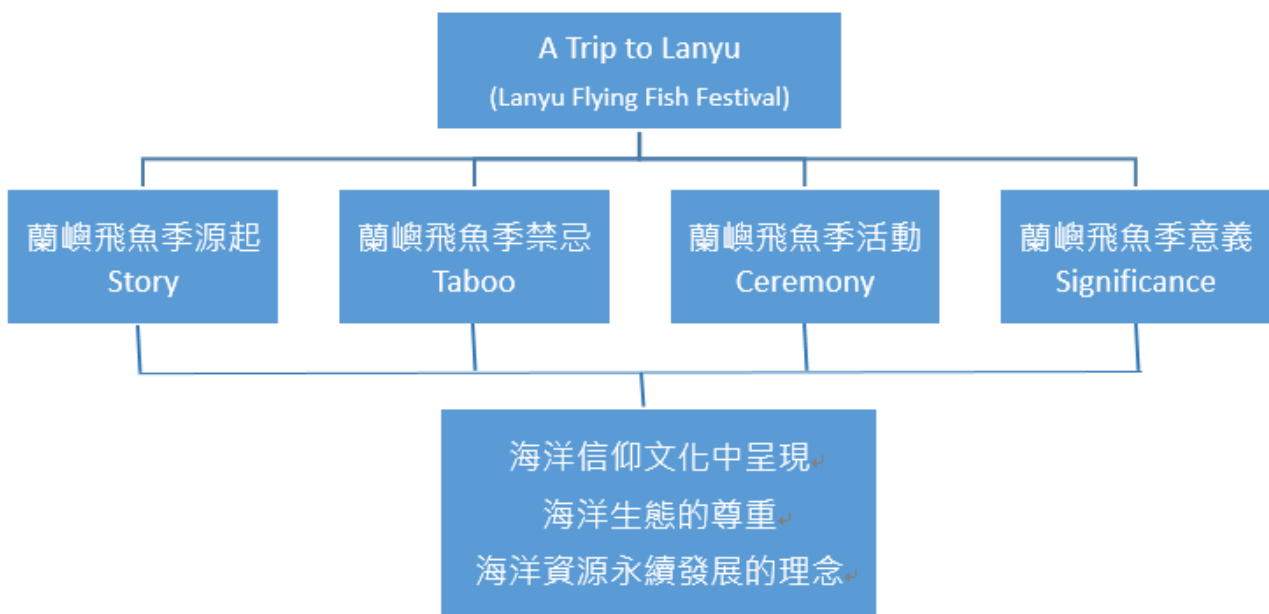 A Trip to Lanyu
(Lanyu Flying Fish Festival)
蘭嶼飛魚季源起
Story
蘭嶼飛魚季禁忌
Taboo
蘭嶼飛魚季活動
Ceremony
蘭嶼飛魚季意義
Significance
海洋信仰文化中呈現
海洋生態的尊重
海洋資源永續發展的理念